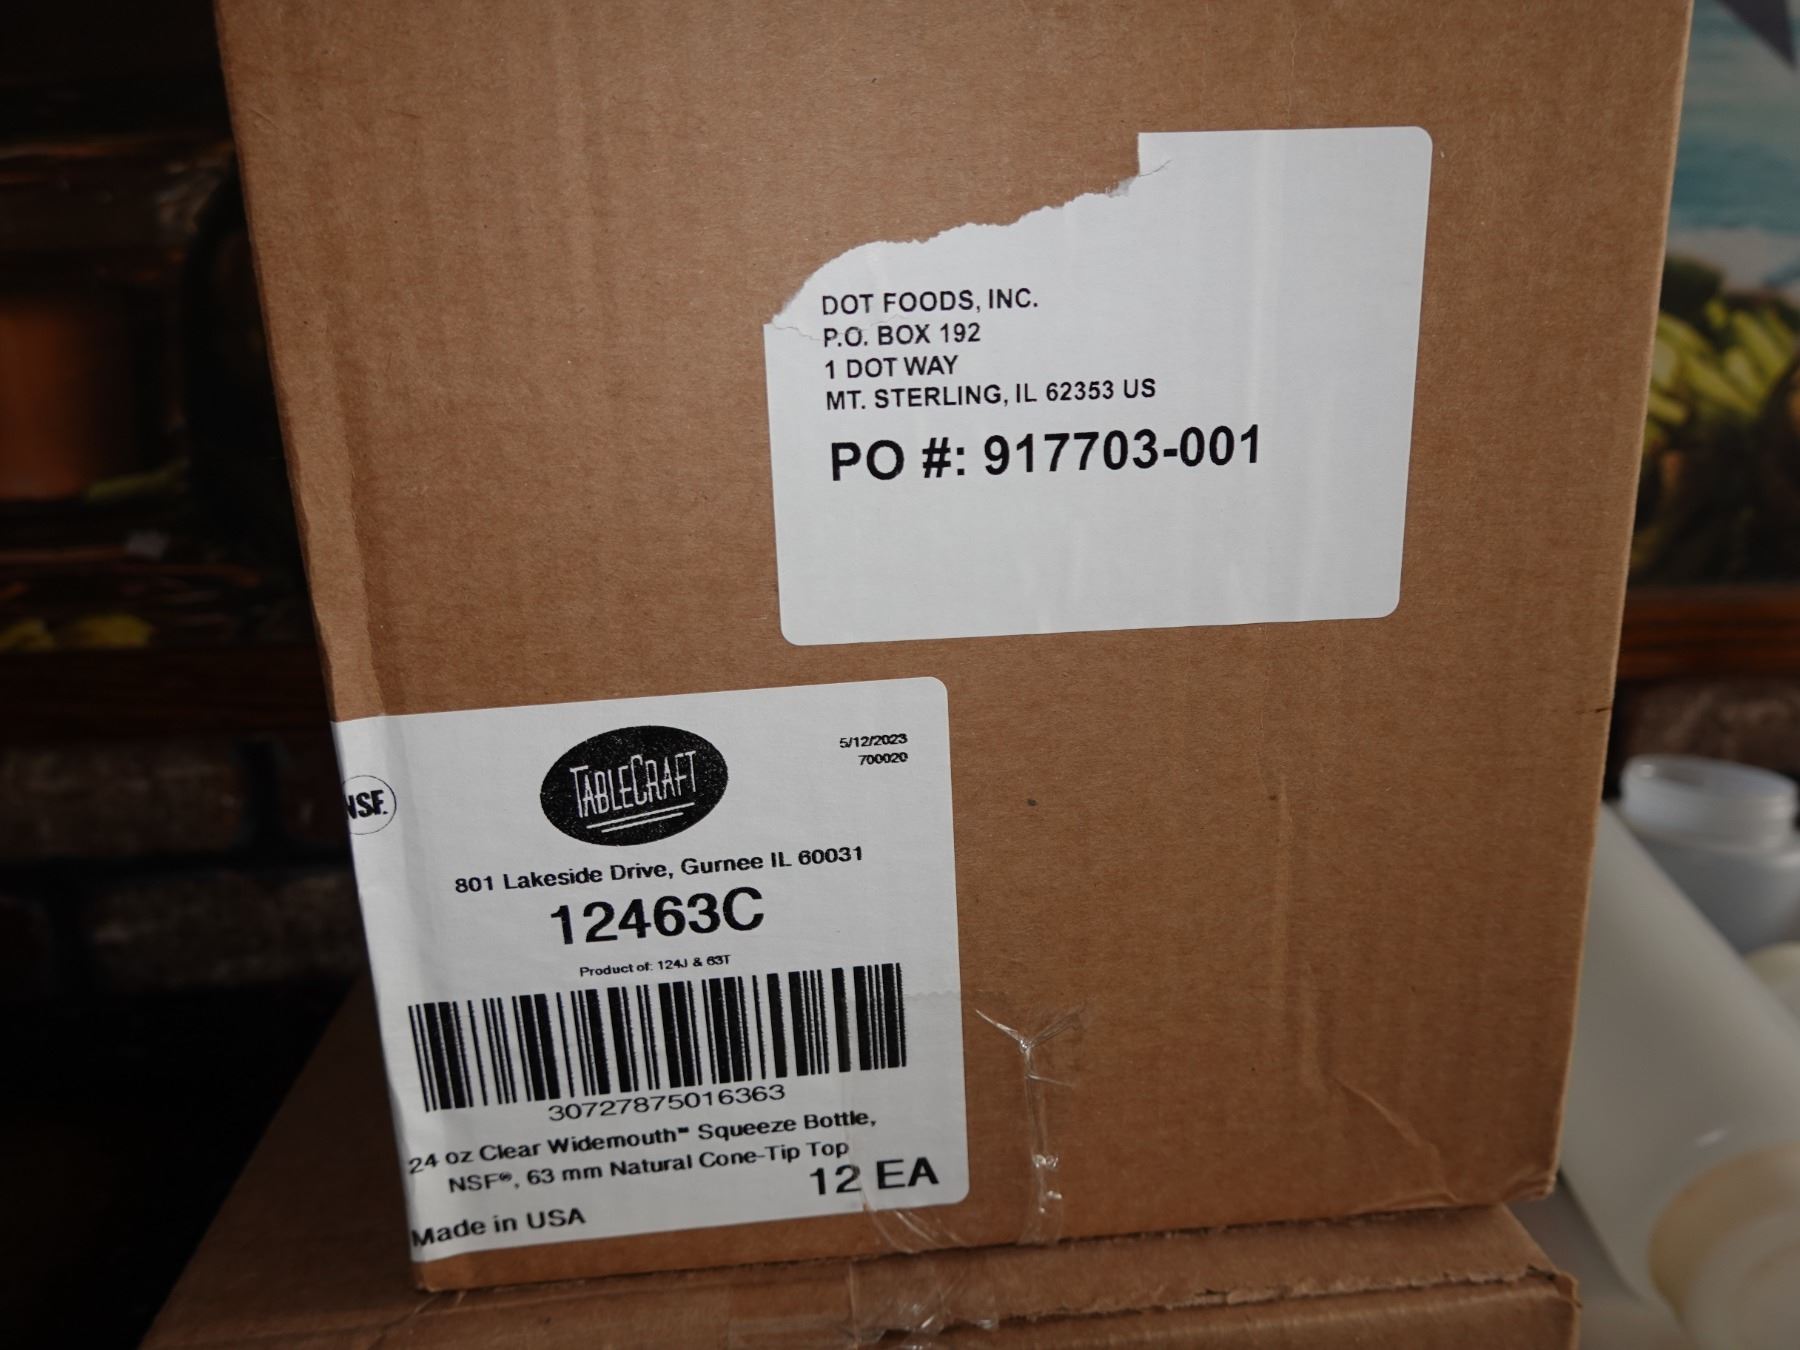 DOT FOODS, INC.
P.O. BOX 192
1 DOT WAY
MT. STERLING, IL 62353 US
PO #: 917703-001
5/12/2023
700020
NSF.
TABLECRAFT
801 Lakeside Drive, Gurnee IL 60031
12463C
Product of: 124J & 63T
30727875016363
24 oz Clear Widemouth™ Squeeze Bottle,
NSF®, 63 mm Natural Cone-Tip Top
12 EA
Made in USA